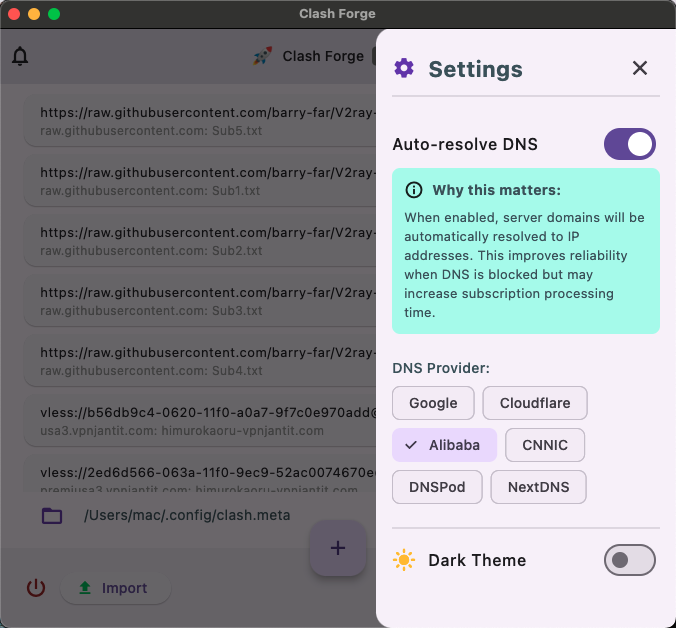 Clash Forge
Clash Forge
https://raw.githubusercontent.com/barry-far/V2ray-
raw.githubusercontent.com: Sub5.txt
https://raw.githubusercontent.com/barry-far/V2ray-
raw.githubusercontent.com: Sub1.txt
https://raw.githubusercontent.com/barry-far/V2ray-
raw.githubusercontent.com: Sub2.txt
https://raw.githubusercontent.com/barry-far/V2ray-
raw.githubusercontent.com: Sub3.txt
https://raw.githubusercontent.com/barry-far/V2ray-
raw.githubusercontent.com: Sub4.txt
vless://b56db9c4-0620-11f0-a0a7-9f7c0e970add@
usa3.vpnjantit.com: himurokaoru-vpnjantit.com
vless://2ed6d566-063a-11f0-9ec9-52ac0074670e
premiusa3.vpnjantit.com: himurokaoru-vpnjantit.com
/Users/mac/.config/clash.meta
Import
Settings
Auto-resolve DNS
Why this matters:
When enabled, server domains will be
automatically resolved to IP
addresses. This improves reliability
when DNS is blocked but may
increase subscription processing
time.
DNS Provider:
Google
Cloudflare
Alibaba
CNNIC
DNSPod
NextDNS
Dark Theme